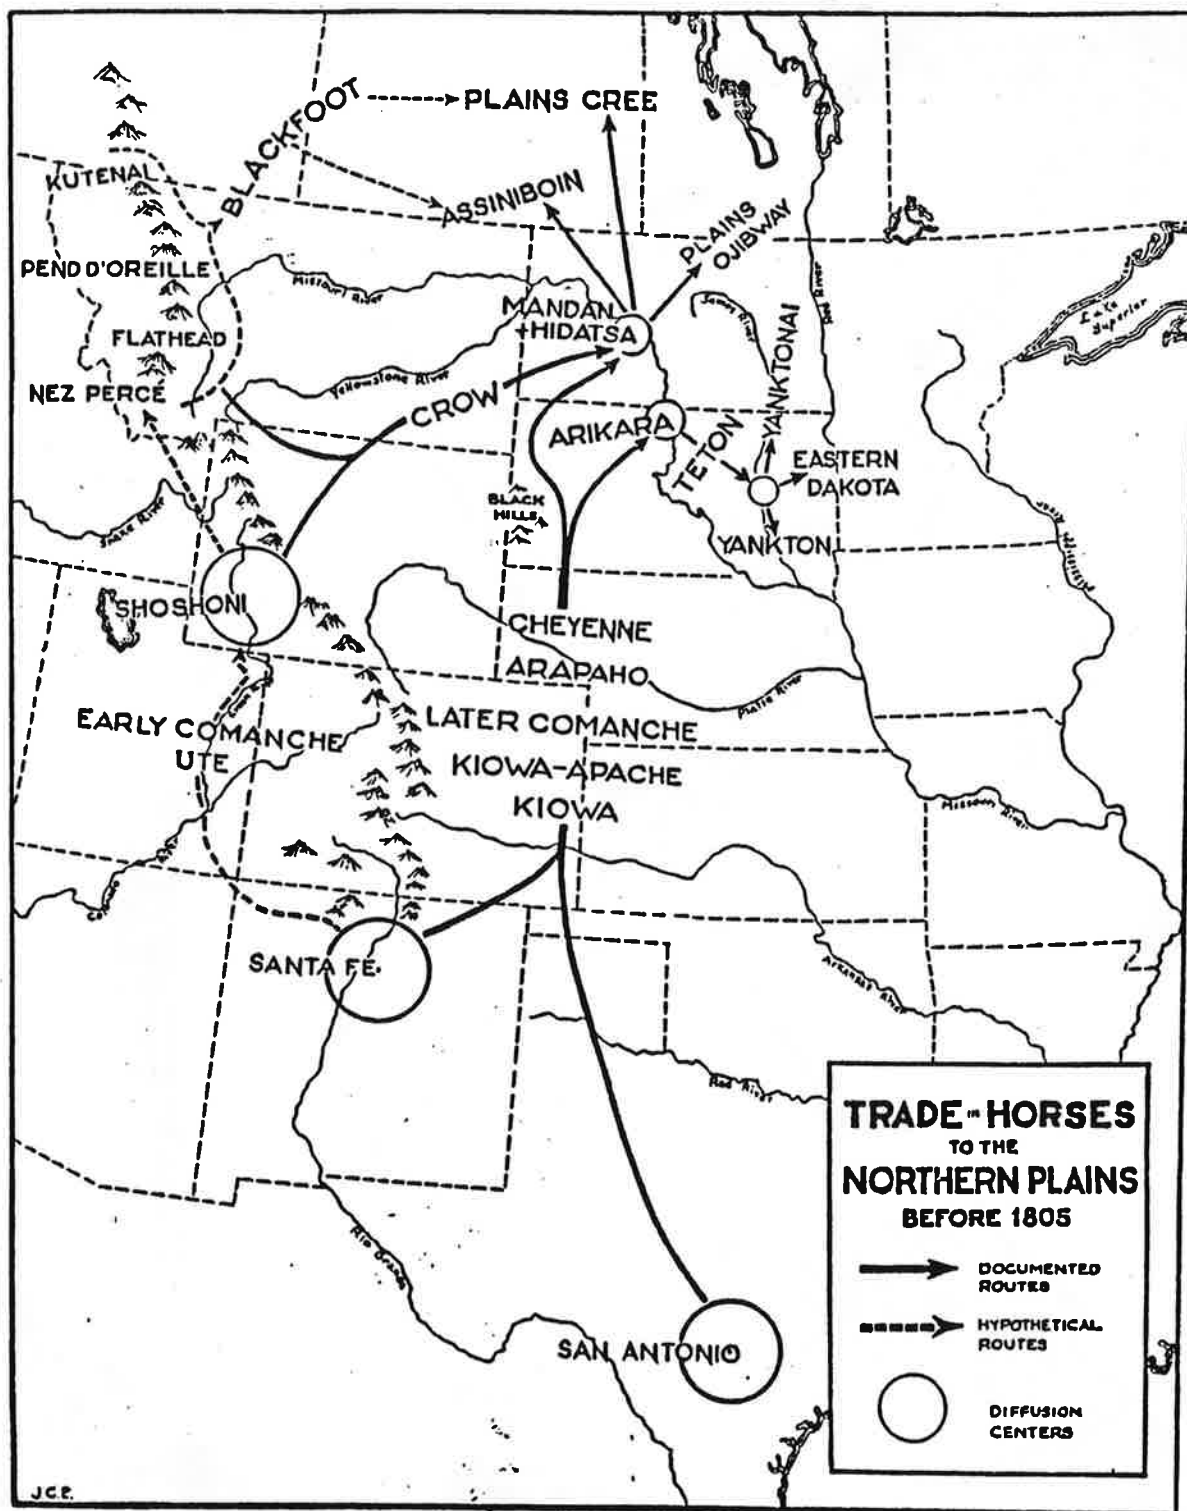 BLACKFOOT
PLAINS CREE
KUTENAL
ASSINIBOIN
PLAINS
OJIBWAY
PEND D'OREILLE
Missouri River
MANDAN
+HIDATSA
James River
Red River
Lake
Superior
FLATHEAD
YANKTONAI
NEZ PERCE
Yellowstone River
CROW
ARIKARA
TETON
EASTERN
DAKOTA
BLACK
HILLS
Snake River
YANKTON
Mississippi River
SHOSHONI
CHEYENNE
ARAPAHO
Platte River
EARLY COMANCHE
UTE
LATER COMANCHE
KIOWA-APACHE
KIOWA
Missouri
River
Colorado
SANTA FE
Arkansas River
Red River
Rio Grande
SAN ANTONIO
TRADE IN HORSES
TO THE
NORTHERN PLAINS
BEFORE 1805
DOCUMENTED
ROUTES
HYPOTHETICAL
ROUTES
DIFFUSION
CENTERS
J.C.E.